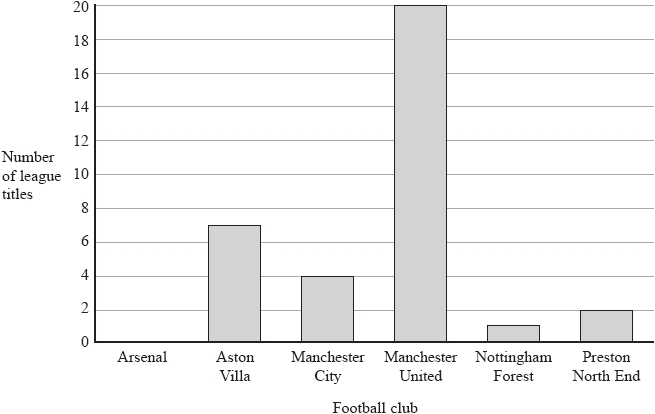 20
18
16
14
12
10
8
6
4
2
0
Number
of league
titles
Arsenal
Aston
Villa
Manchester
City
Manchester
United
Nottingham
Forest
Preston
North End
Football club